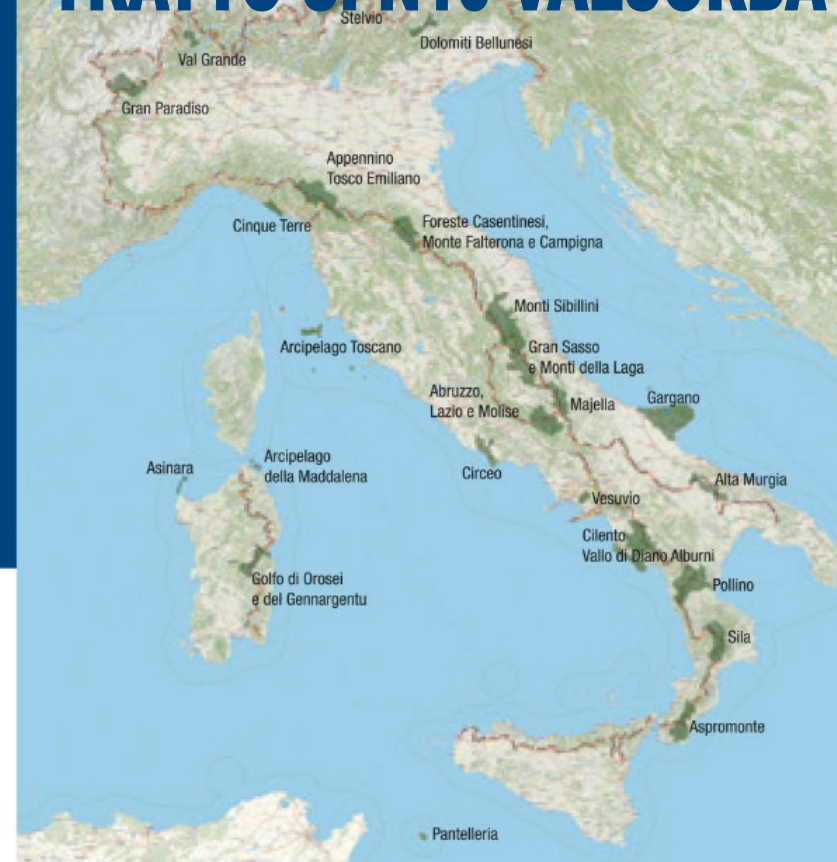 Stelvio
Dolomiti Bellunesi
Val Grande
Gran Paradiso
Appennino
Tosco Emiliano
Cinque Terre
Foreste Casentinesi,
Monte Falterona e Campigna
Monti Sibillini
Arcipelago Toscano
Gran Sasso
e Monti della Laga
Abruzzo,
Lazio e Molise
Majella
Gargano
Asinara
Arcipelago
della Maddalena
Circeo
Alta Murgia
Vesuvio
Cilento
Vallo di Diano Alburni
Golfo di Orosei
e del Gennargentu
Pollino
Sila
Aspromonte
Pantelleria